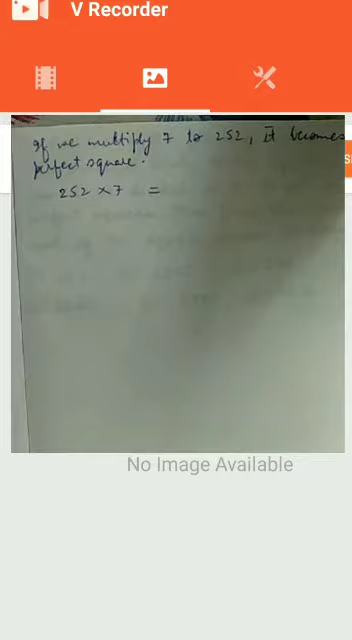 V Recorder
If we multiply 7 to 252, it becomes
perfect square.
252 × 7 =
No Image Available